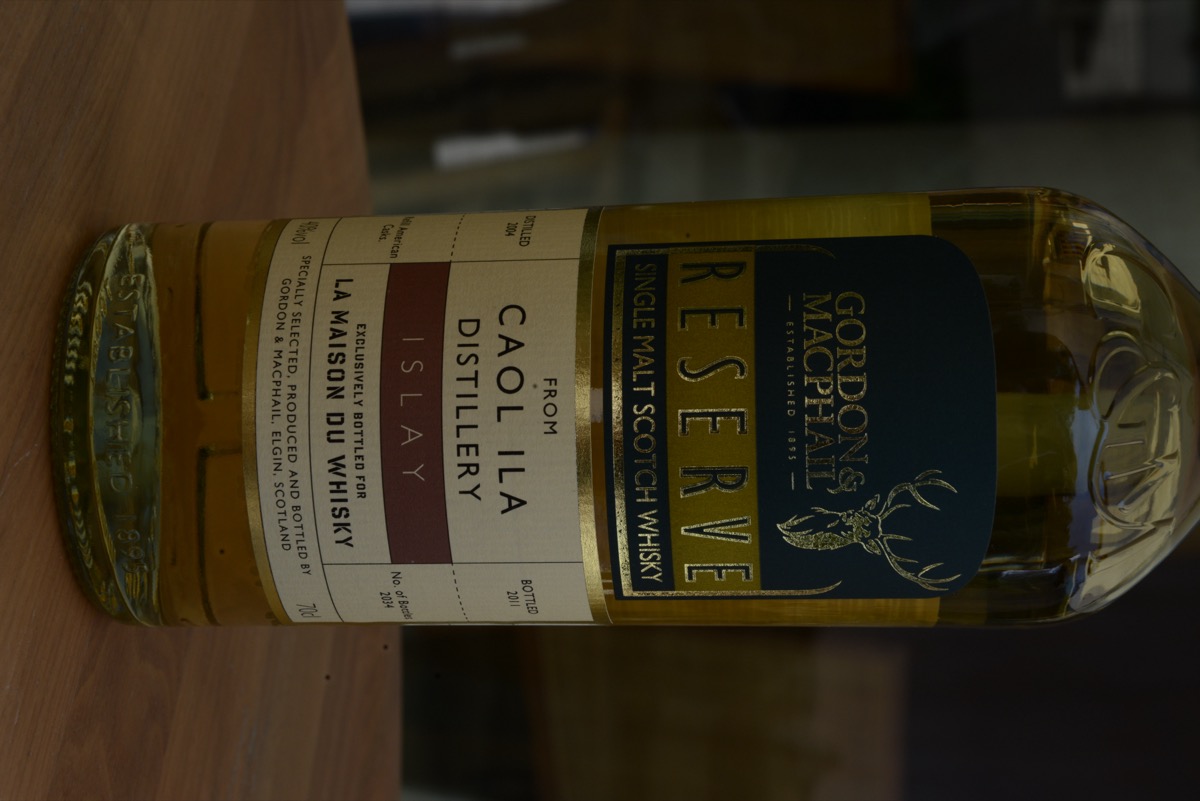 GORDON &
MACPHAIL
ESTABLISHED 1895
RESERVE
SINGLE MALT SCOTCH WHISKY
DISTILLED
2004
FROM
CAOL ILA
DISTILLERY
BOTTLED
2011
American
Casks.
ISLAY
No. of Bottles
2034
EXCLUSIVELY BOTTLED FOR
LA MAISON DU WHISKY
SPECIALLY SELECTED, PRODUCED AND BOTTLED BY
GORDON & MACPHAIL, ELGIN, SCOTLAND
70cl
ESTABLISHED 1895